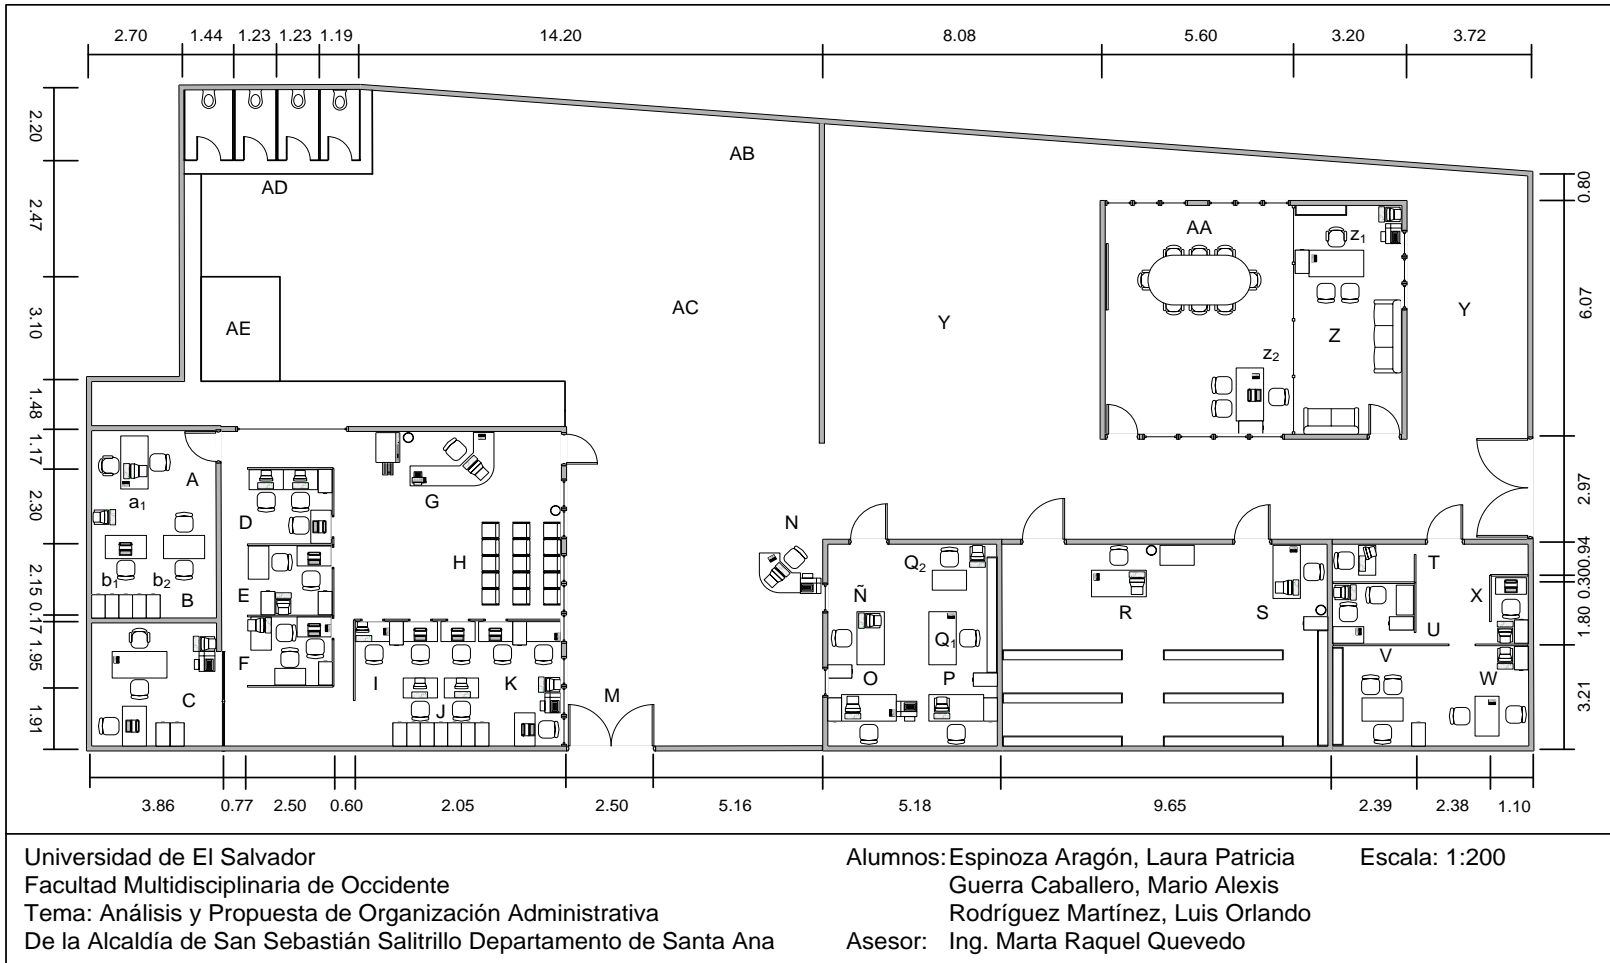 2.70 1.44 1.23 1.23 1.19 14.20 8.08 5.60 3.20 3.72
2.20
2.47
3.10
1.48
1.17
2.30
2.15
0.17
1.95
1.91
0.80
6.07
2.97
0.94
0.30
1.80
3.21
AB
AD
AA
z1
AE
AC
Y
Z
Y
z2
A
a1
G
D
N
H
b1
b2
B
E
Ñ
Q2
T
X
R
S
Q1
U
F
I
K
O
P
V
W
C
J
M
3.86 0.77 2.50 0.60 2.05 2.50 5.16 5.18 9.65 2.39 2.38 1.10
Universidad de El Salvador
Facultad Multidisciplinaria de Occidente
Tema: Análisis y Propuesta de Organización Administrativa
De la Alcaldía de San Sebastián Salitrillo Departamento de Santa Ana
Alumnos: Espinoza Aragón, Laura Patricia
Guerra Caballero, Mario Alexis
Rodríguez Martínez, Luis Orlando
Asesor: Ing. Marta Raquel Quevedo
Escala: 1:200